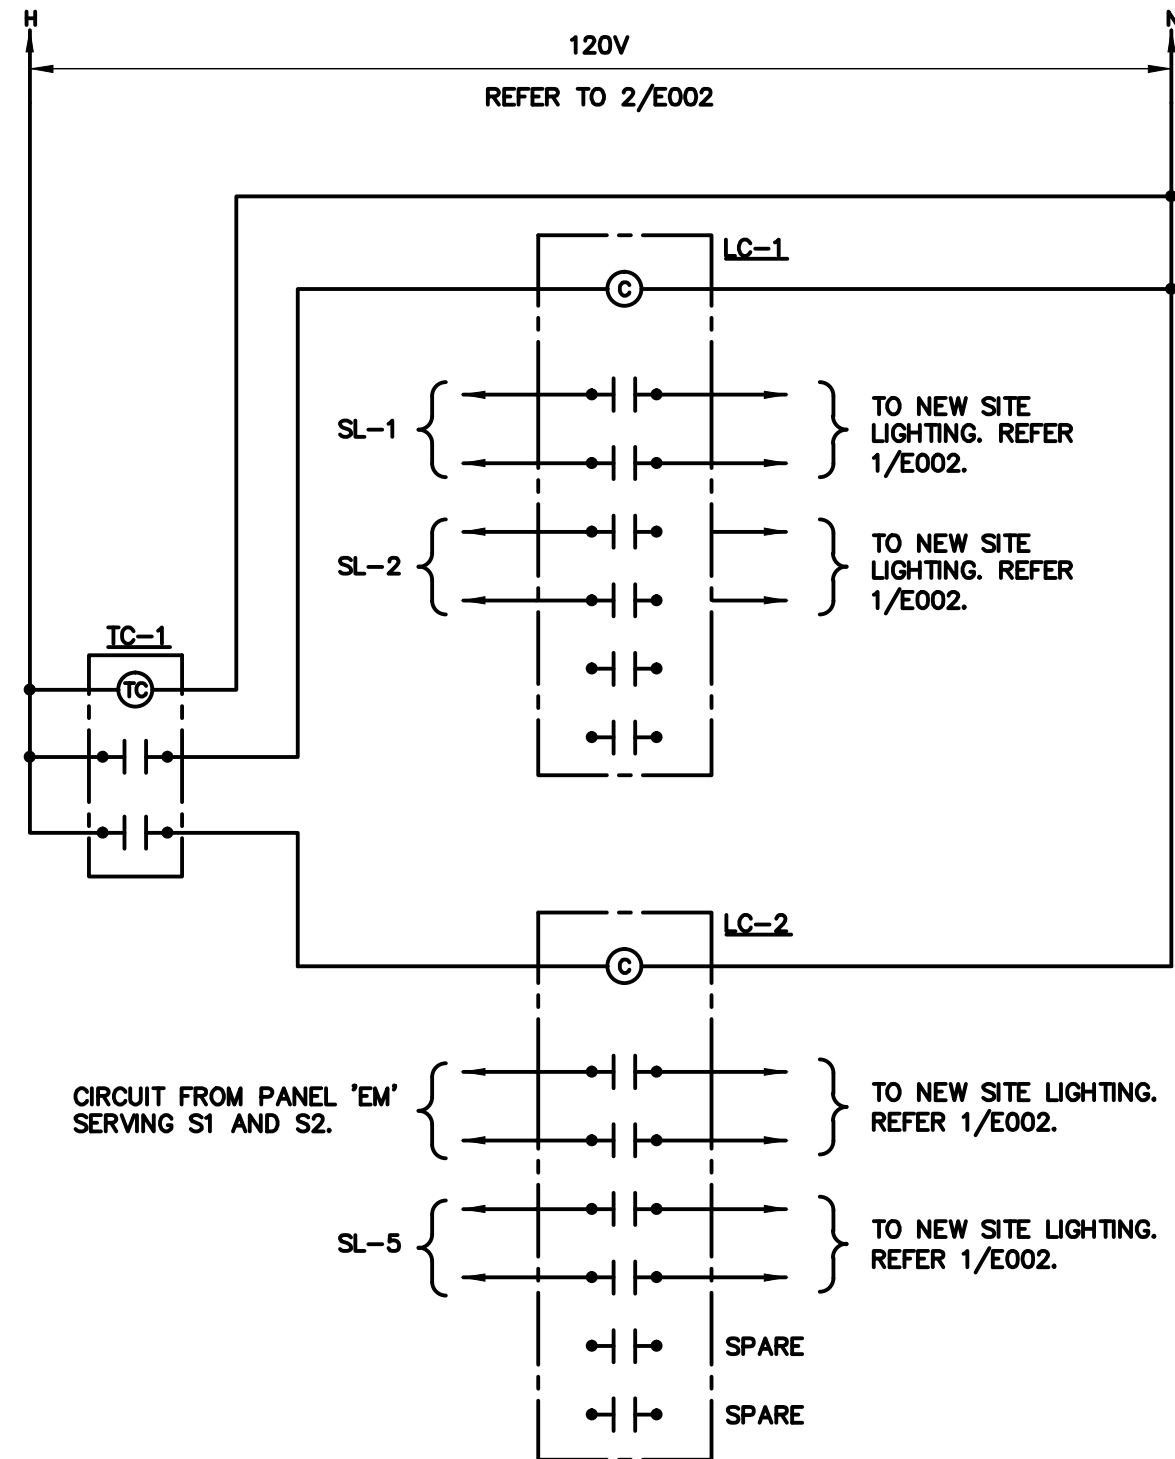 H
N
120V
REFER TO 2/E002
LC-1
C
SL-1
TO NEW SITE
LIGHTING. REFER
1/E002.
SL-2
TO NEW SITE
LIGHTING. REFER
1/E002.
TC-1
TC
LC-2
C
CIRCUIT FROM PANEL 'EM'
SERVING S1 AND S2.
TO NEW SITE LIGHTING.
REFER 1/E002.
SL-5
TO NEW SITE LIGHTING.
REFER 1/E002.
SPARE
SPARE